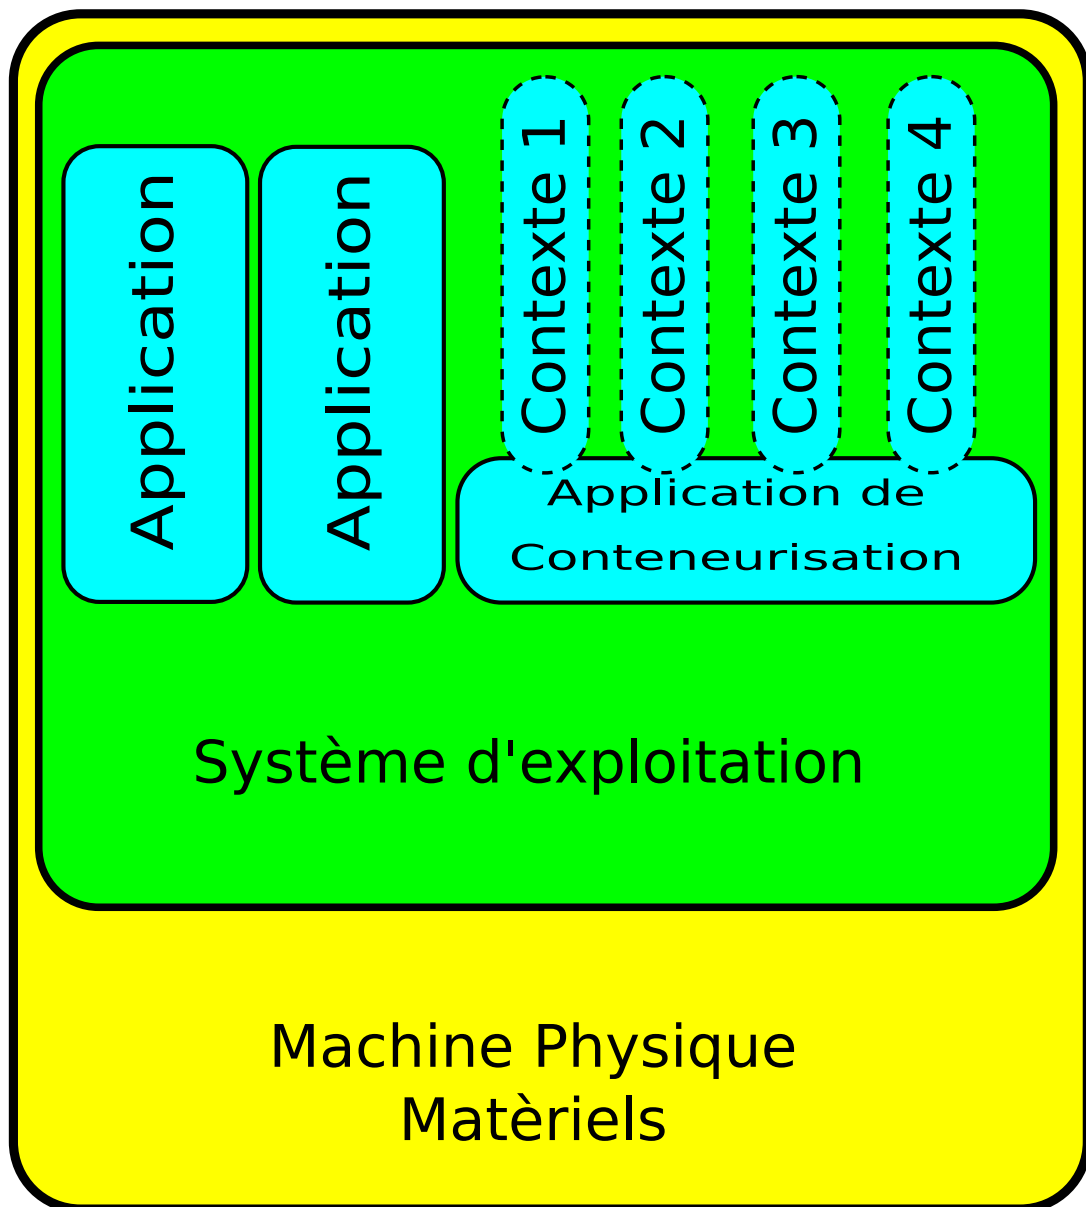 Application
Application
Contexte 1
Contexte 2
Contexte 3
Contexte 4
Application de
Conteneurisation
Système d'exploitation
Machine Physique
Matèriels